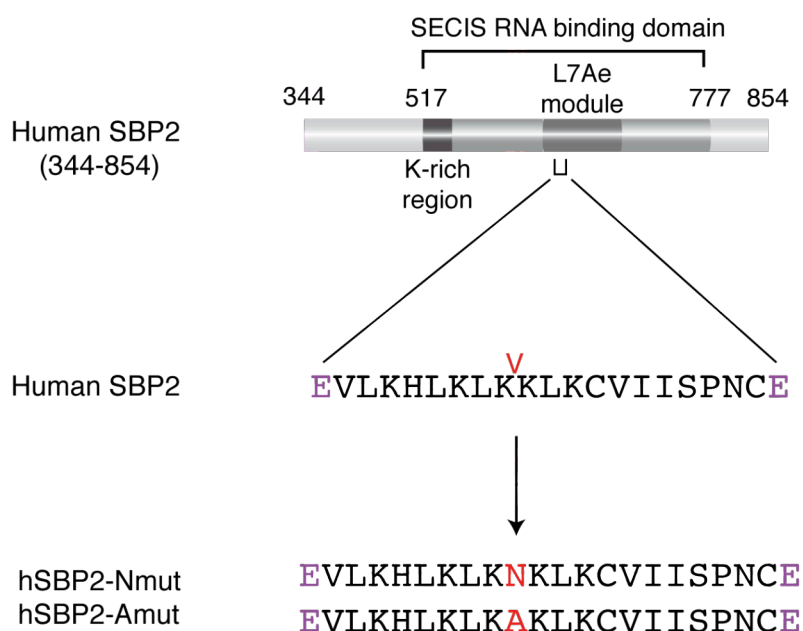 SECIS RNA binding domain
L7Ae
module
344 517 777 854
Human SBP2
(344-854)
K-rich
region
V
Human SBP2 EVLKHLKLKKLKCVIISPNCE
hSBP2-Nmut EVLKHLKLKNKLKCVIISPNCE
hSBP2-Amut EVLKHLKLKAKLKCVIISPNCE